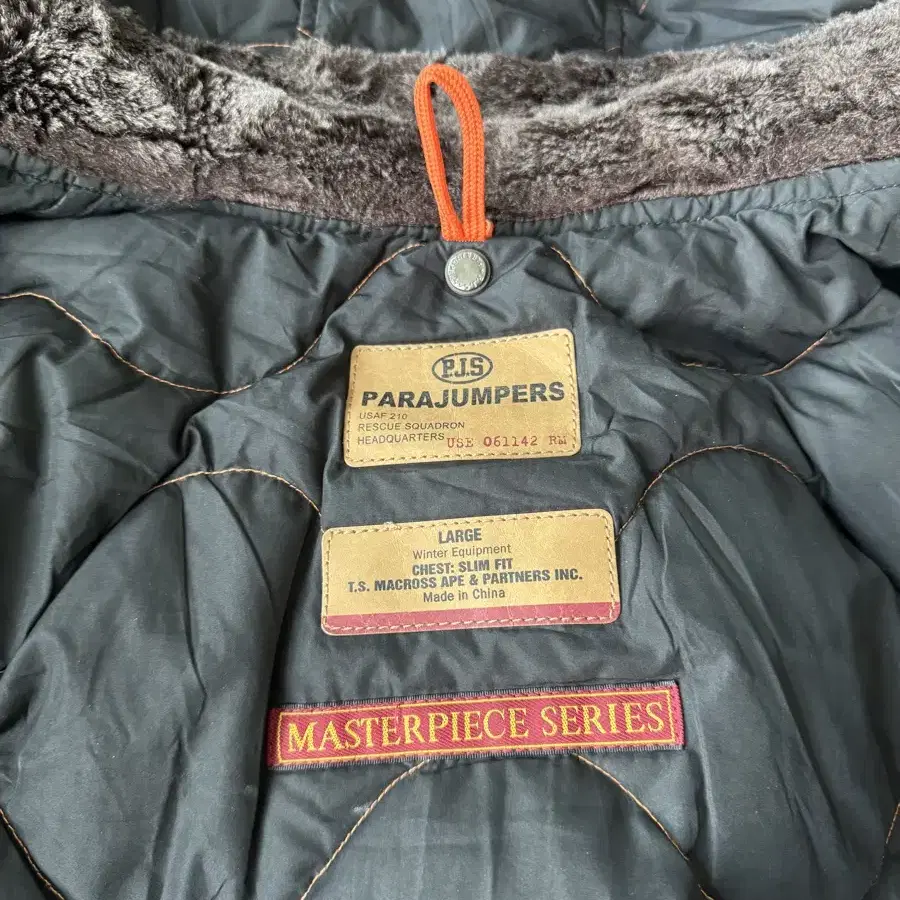 P.J.S
PARAJUMPERS
USAF 210
RESCUE SQUADRON
HEADQUARTERS USE 061142 RW
LARGE
Winter Equipment
CHEST: SLIM FIT
T.S. MACROSS APE & PARTNERS INC.
Made in China
MASTERPIECE SERIES